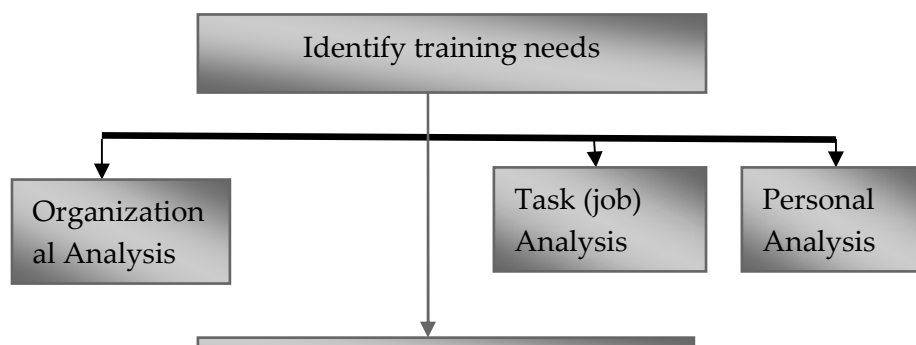 Identify training needs
Organization
al Analysis
Task (job)
Analysis
Personal
Analysis